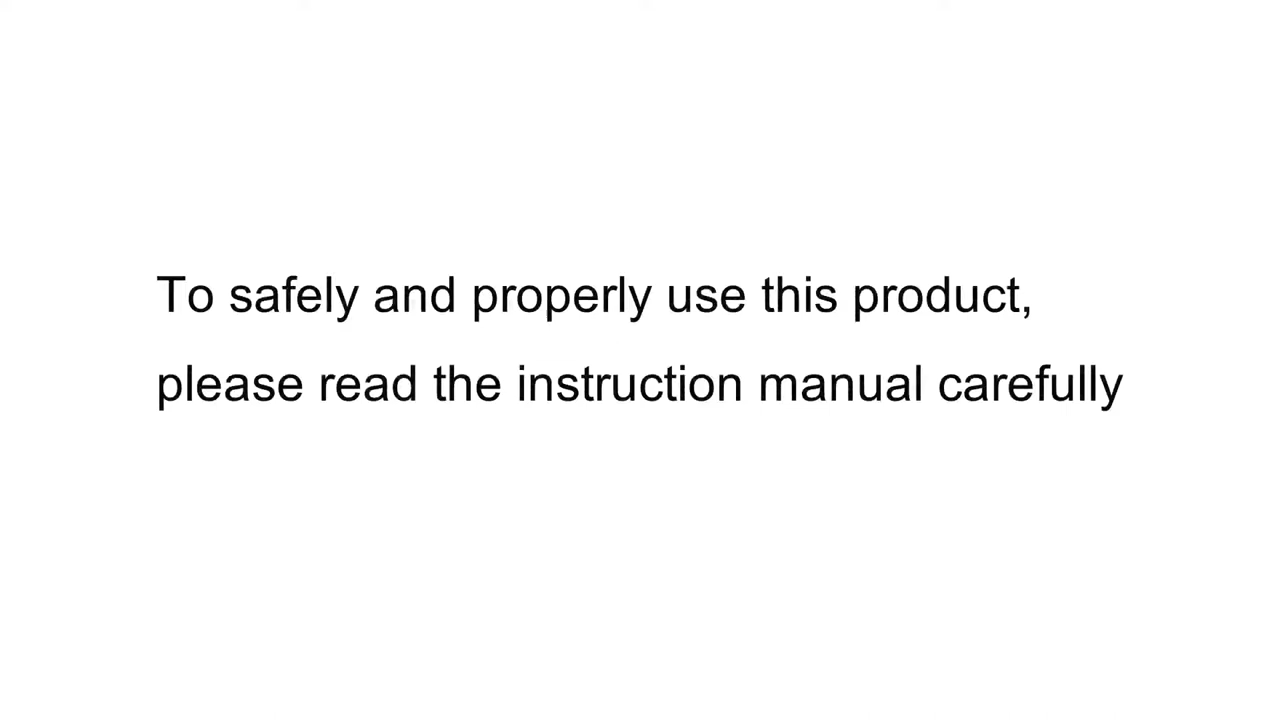 To safely and properly use this product,
please read the instruction manual carefully